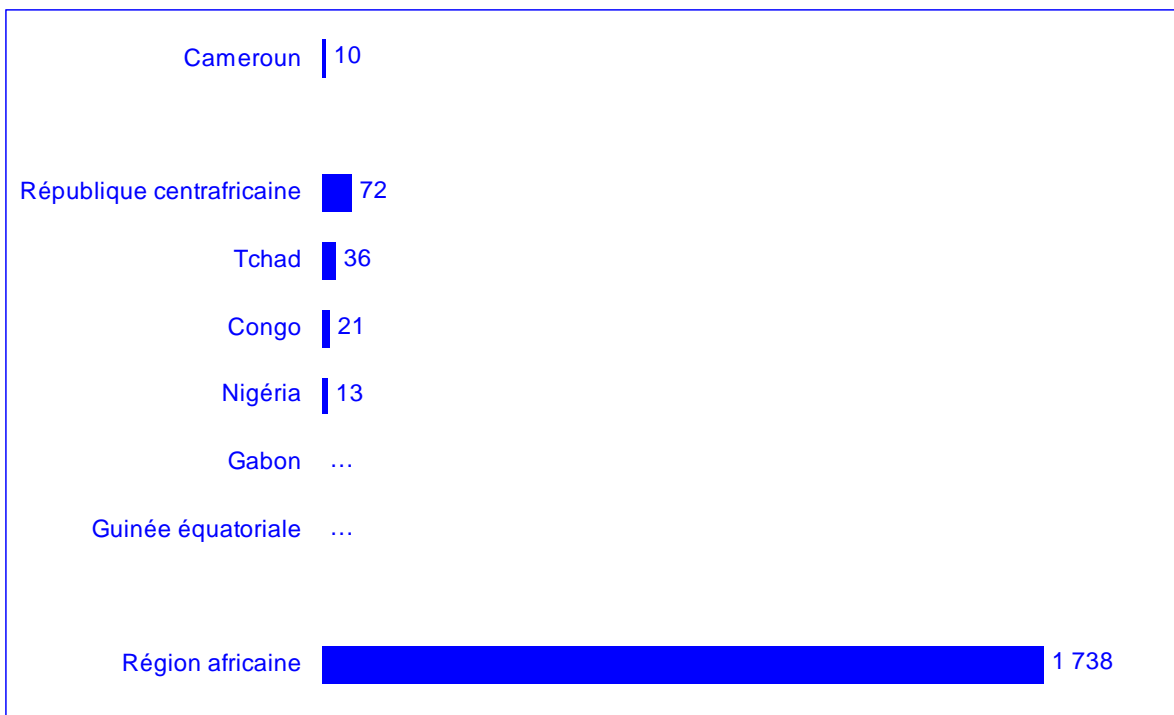 Cameroun 10
République centrafricaine 72
Tchad 36
Congo 21
Nigéria 13
Gabon …
Guinée équatoriale …
Région africaine 1 738